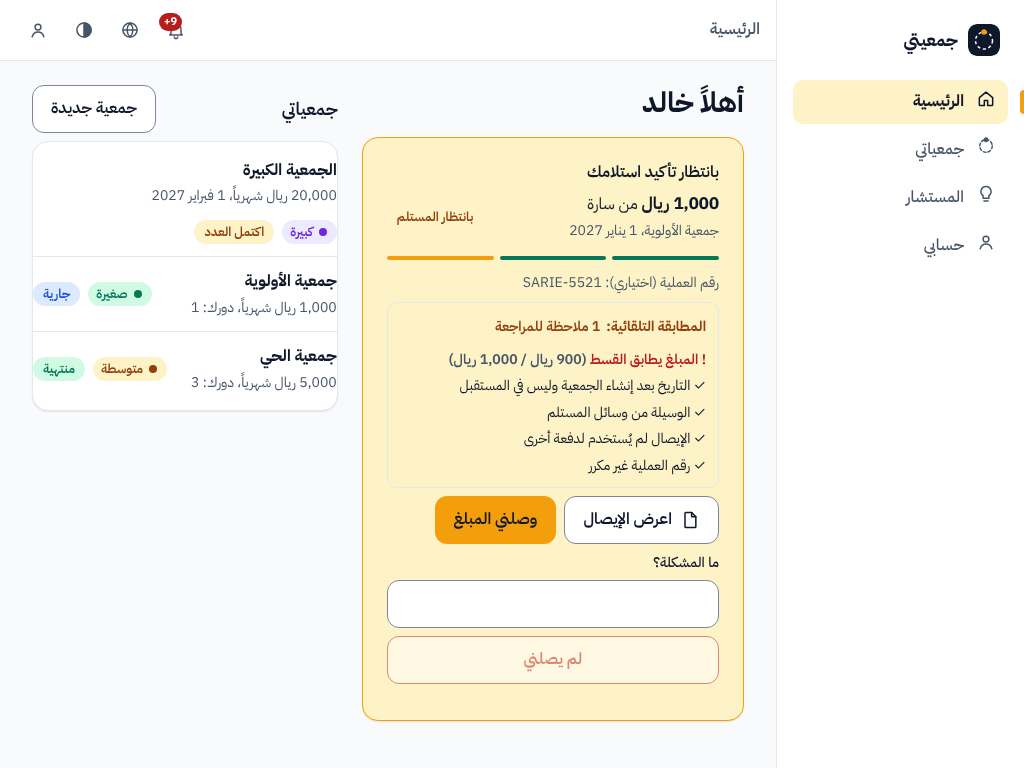 جمعيتي
الرئيسية
جمعياتي
المستشار
حسابي
الرئيسية
9+
أهلاً خالد
بانتظار تأكيد استلامك
1,000 ريال من سارة
جمعية الأولوية، 1 يناير 2027
بانتظار المستلم
رقم العملية (اختياري): SARIE-5521
المطابقة التلقائية: 1 ملاحظة للمراجعة
! المبلغ يطابق القسط (900 ريال / 1,000 ريال)
✓ التاريخ بعد إنشاء الجمعية وليس في المستقبل
✓ الوسيلة من وسائل المستلم
✓ الإيصال لم يُستخدم لدفعة أخرى
✓ رقم العملية غير مكرر
اعرض الإيصال
وصلني المبلغ
ما المشكلة؟
لم يصلني
جمعياتي
جمعية جديدة
الجمعية الكبيرة
20,000 ريال شهرياً، 1 فبراير 2027
كبيرة
اكتمل العدد
جمعية الأولوية
1,000 ريال شهرياً، دورك: 1
صغيرة
جارية
جمعية الحي
5,000 ريال شهرياً، دورك: 3
متوسطة
منتهية